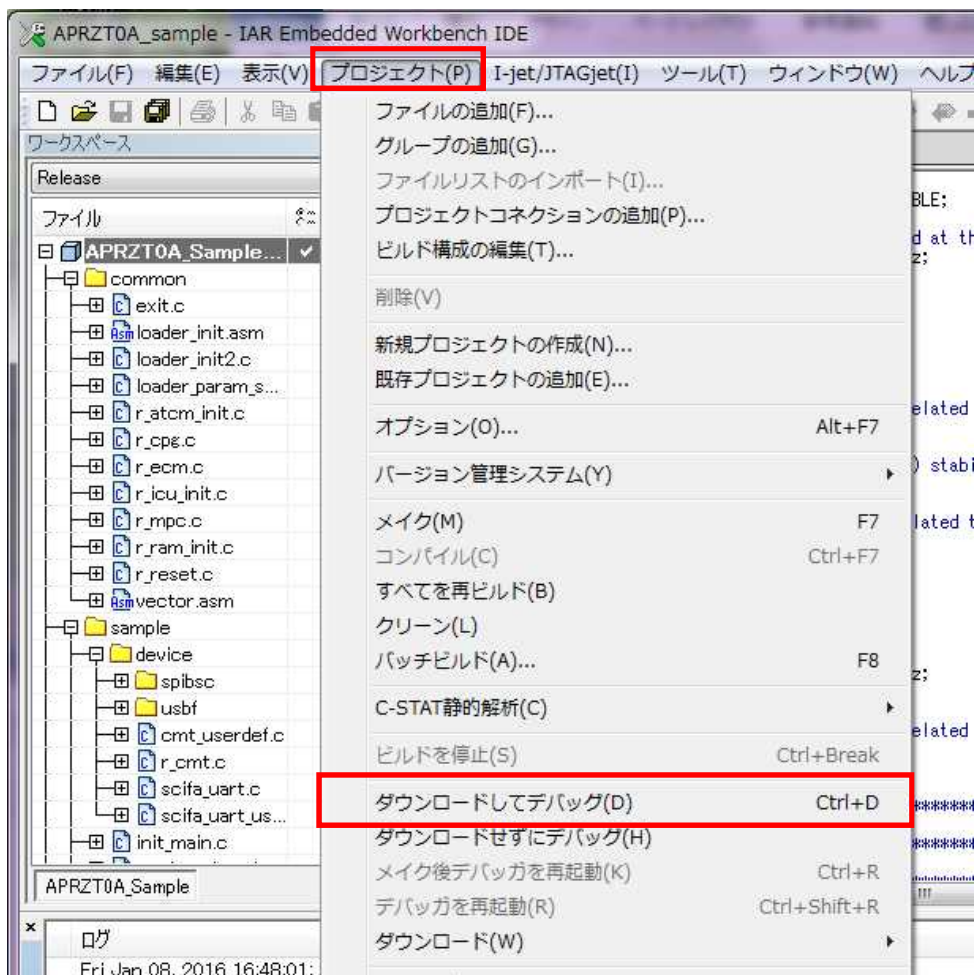 APRZT0A_sample - IAR Embedded Workbench IDE
ファイル(F) 編集(E) 表示(V) プロジェクト(P) I-jet/JTAGjet(I) ツール(T) ウィンドウ(W) ヘルプ
ワークスペース
Release
ファイル
APRZT0A_Sample...
common
exit.c
loader_init.asm
loader_init2.c
loader_param_s...
r_atcm_init.c
r_cpg.c
r_ecm.c
r_icu_init.c
r_mpc.c
r_ram_init.c
r_reset.c
vector.asm
sample
device
spibsc
usbf
cmt_userdef.c
r_cmt.c
scifa_uart.c
scifa_uart_us...
init_main.c
APRZT0A_Sample
ログ
Fri Jan 08, 2016 16:48:01:
ファイルの追加(F)...
グループの追加(G)...
ファイルリストのインポート(I)...
プロジェクトコネクションの追加(P)...
ビルド構成の編集(T)...
削除(V)
新規プロジェクトの作成(N)...
既存プロジェクトの追加(E)...
オプション(O)... Alt+F7
バージョン管理システム(Y)
メイク(M) F7
コンパイル(C) Ctrl+F7
すべてを再ビルド(B)
クリーン(L)
バッチビルド(A)... F8
C-STAT静的解析(C)
ビルドを停止(S) Ctrl+Break
ダウンロードしてデバッグ(D) Ctrl+D
ダウンロードせずにデバッグ(H)
メイク後デバッガを再起動(K) Ctrl+R
デバッガを再起動(R) Ctrl+Shift+R
ダウンロード(W)
BLE;
d at th
z;
elated
) stabi
lated t
z;
elated
********
********